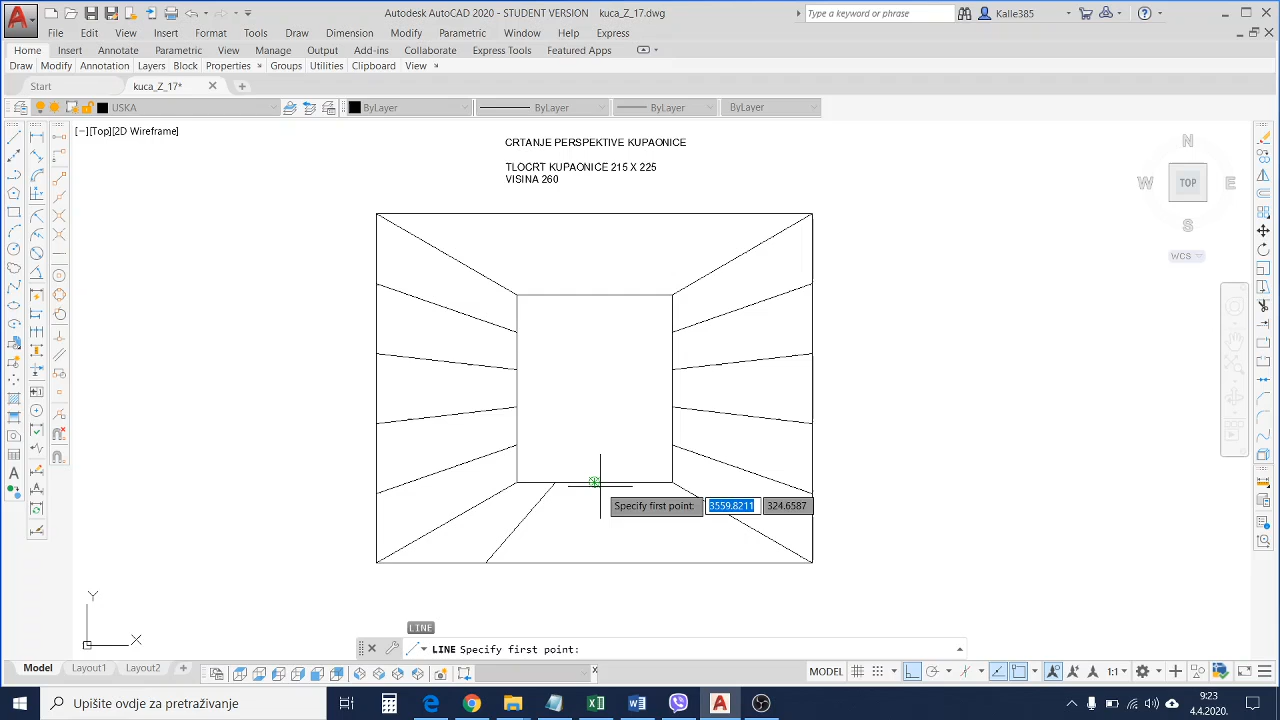 Autodesk AutoCAD 2020 - STUDENT VERSION kuca_Z_17.dwg
Type a keyword or phrase
Kalle385
File Edit View Insert Format Tools Draw Dimension Modify Parametric Window Help Express
Home Insert Annotate Parametric View Manage Output Add-ins Collaborate Express Tools Featured Apps
Draw Modify Annotation Layers Block Properties Groups Utilities Clipboard View
Start kuca_Z_17*
USKA ByLayer ByLayer ByLayer ByLayer
[−][Top][2D Wireframe]
CRTANJE PERSPEKTIVE KUPAONICE
TLOCRT KUPAONICE 215 X 225
VISINA 260
N
W TOP E
S
WCS
Specify first point: 3559.8211 324.6587
Y
X
LINE
LINE Specify first point:
Model Layout1 Layout2
X
MODEL
1:1
Upišite ovdje za pretraživanje
9:23
4.4.2020.